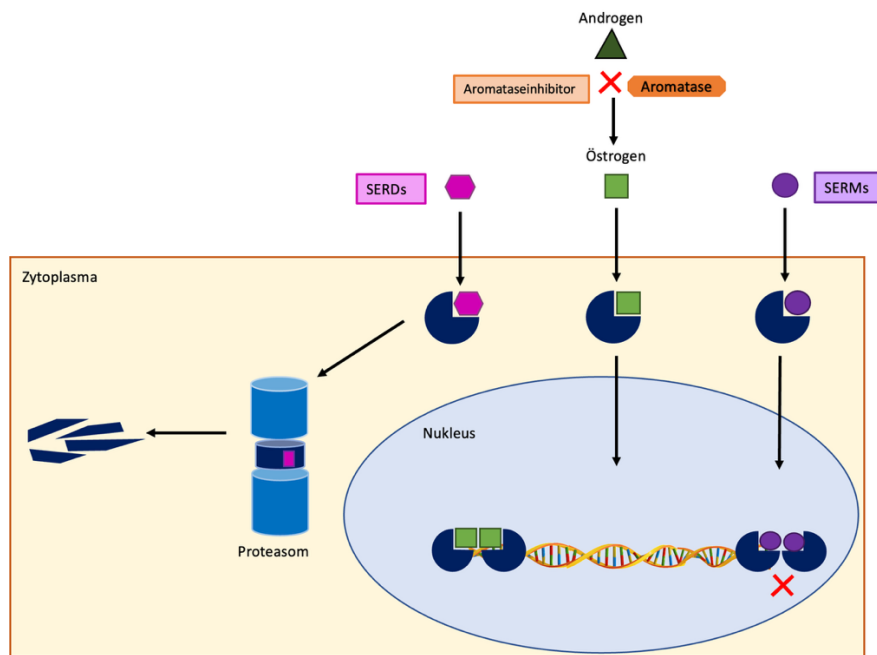 Androgen
Aromataseinhibitor
Aromatase
Östrogen
SERDs
SERMs
Zytoplasma
Nukleus
Proteasom